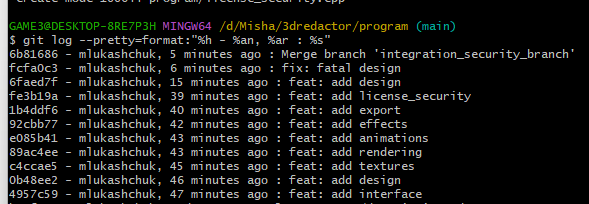 GAME3@DESKTOP-8RE7P3H MINGW64 /d/Misha/3dredactor/program (main)
$ git log --pretty=format:"%h - %an, %ar : %s"
6b81686 - mlukashchuk, 5 minutes ago : Merge branch 'integration_security_branch'
fcfa0c3 - mlukashchuk, 6 minutes ago : fix: fatal design
6faed7f - mlukashchuk, 15 minutes ago : feat: add design
fe3b19a - mlukashchuk, 39 minutes ago : feat: add license_security
1b4ddf6 - mlukashchuk, 40 minutes ago : feat: add export
92cbb77 - mlukashchuk, 42 minutes ago : feat: add effects
e085b41 - mlukashchuk, 43 minutes ago : feat: add animations
89ac4ee - mlukashchuk, 43 minutes ago : feat: add rendering
c4ccae5 - mlukashchuk, 45 minutes ago : feat: add textures
0b48ee2 - mlukashchuk, 46 minutes ago : feat: add design
4957c59 - mlukashchuk, 47 minutes ago : feat: add interface